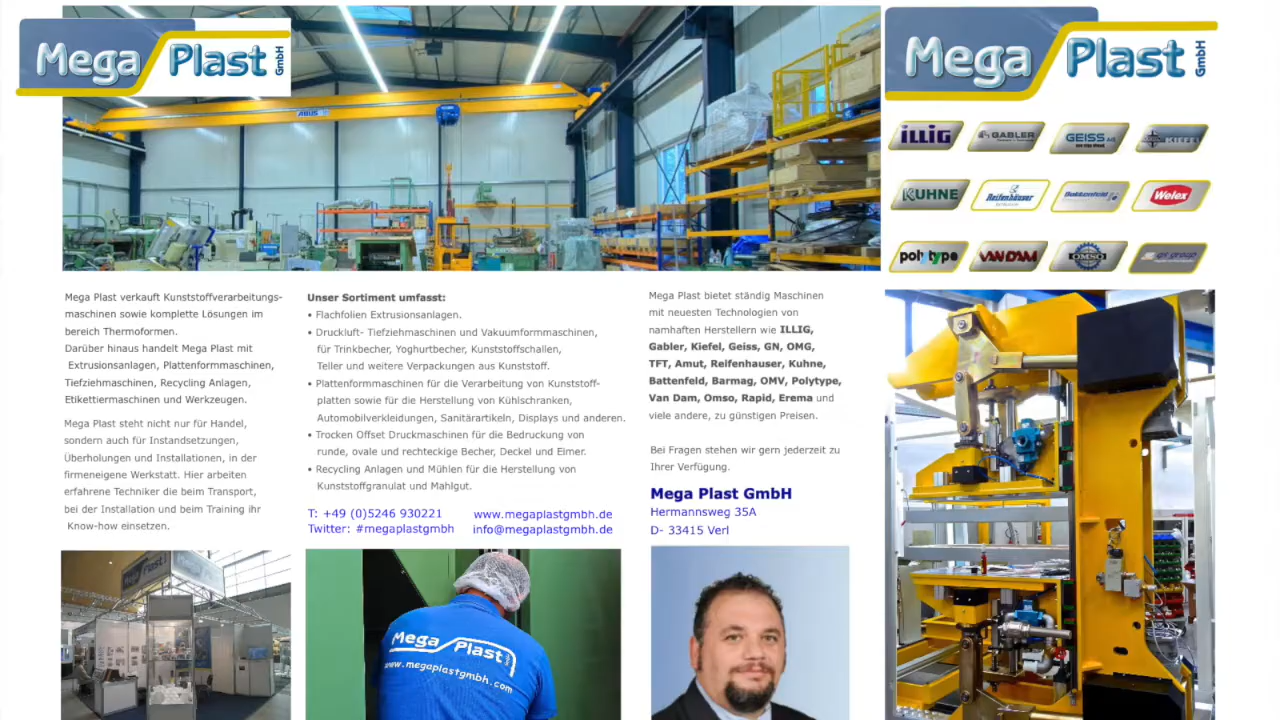 Mega Plast GmbH
ABUS
Mega Plast GmbH
ILLIG
GABLER
GEISS AG
KIEFEL
KUHNE
Reifenhäuser
Battenfeld
Welex
polytype
VAN DAM
OMSO
gn group
Mega Plast verkauft Kunststoffverarbeitungs-
maschinen sowie komplette Lösungen im
bereich Thermoformen.
Darüber hinaus handelt Mega Plast mit
Extrusionsanlagen, Plattenformmaschinen,
Tiefziehmaschinen, Recycling Anlagen,
Etikettiermaschinen und Werkzeugen.
Mega Plast steht nicht nur für Handel,
sondern auch für Instandsetzungen,
Überholungen und Installationen, in der
firmeneigene Werkstatt. Hier arbeiten
erfahrene Techniker die beim Transport,
bei der Installation und beim Training ihr
Know-how einsetzen.
Unser Sortiment umfasst:
• Flachfolien Extrusionsanlagen.
• Druckluft- Tiefziehmaschinen und Vakuumformmaschinen,
für Trinkbecher, Yoghurtbecher, Kunststoffschallen,
Teller und weitere Verpackungen aus Kunststoff.
• Plattenformmaschinen für die Verarbeitung von Kunststoff-
platten sowie für die Herstellung von Kühlschranken,
Automobilverkleidungen, Sanitärartikeln, Displays und anderen.
• Trocken Offset Druckmaschinen für die Bedruckung von
runde, ovale und rechteckige Becher, Deckel und Eimer.
• Recycling Anlagen und Mühlen für die Herstellung von
Kunststoffgranulat und Mahlgut.
T: +49 (0)5246 930221
Twitter: #megaplastgmbh
www.megaplastgmbh.de
info@megaplastgmbh.de
Mega Plast bietet ständig Maschinen
mit neuesten Technologien von
namhaften Herstellern wie ILLIG,
Gabler, Kiefel, Geiss, GN, OMG,
TFT, Amut, Reifenhauser, Kuhne,
Battenfeld, Barmag, OMV, Polytype,
Van Dam, Omso, Rapid, Erema und
viele andere, zu günstigen Preisen.
Bei Fragen stehen wir gern jederzeit zu
Ihrer Verfügung.
Mega Plast GmbH
Hermannsweg 35A
D- 33415 Verl
Mega Plast
Mega Plast
www.megaplastgmbh.com